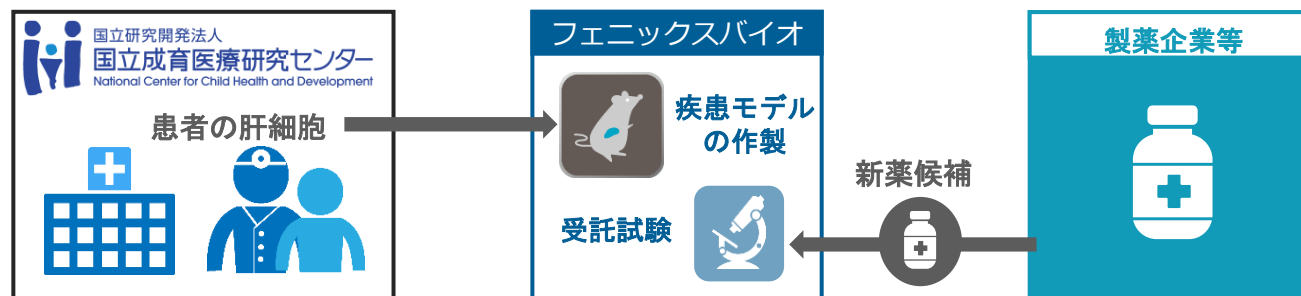 国立研究開発法人
国立成育医療研究センター
National Center for Child Health and Development
患者の肝細胞
フェニックスバイオ
疾患モデル
の作製
受託試験
新薬候補
製薬企業等